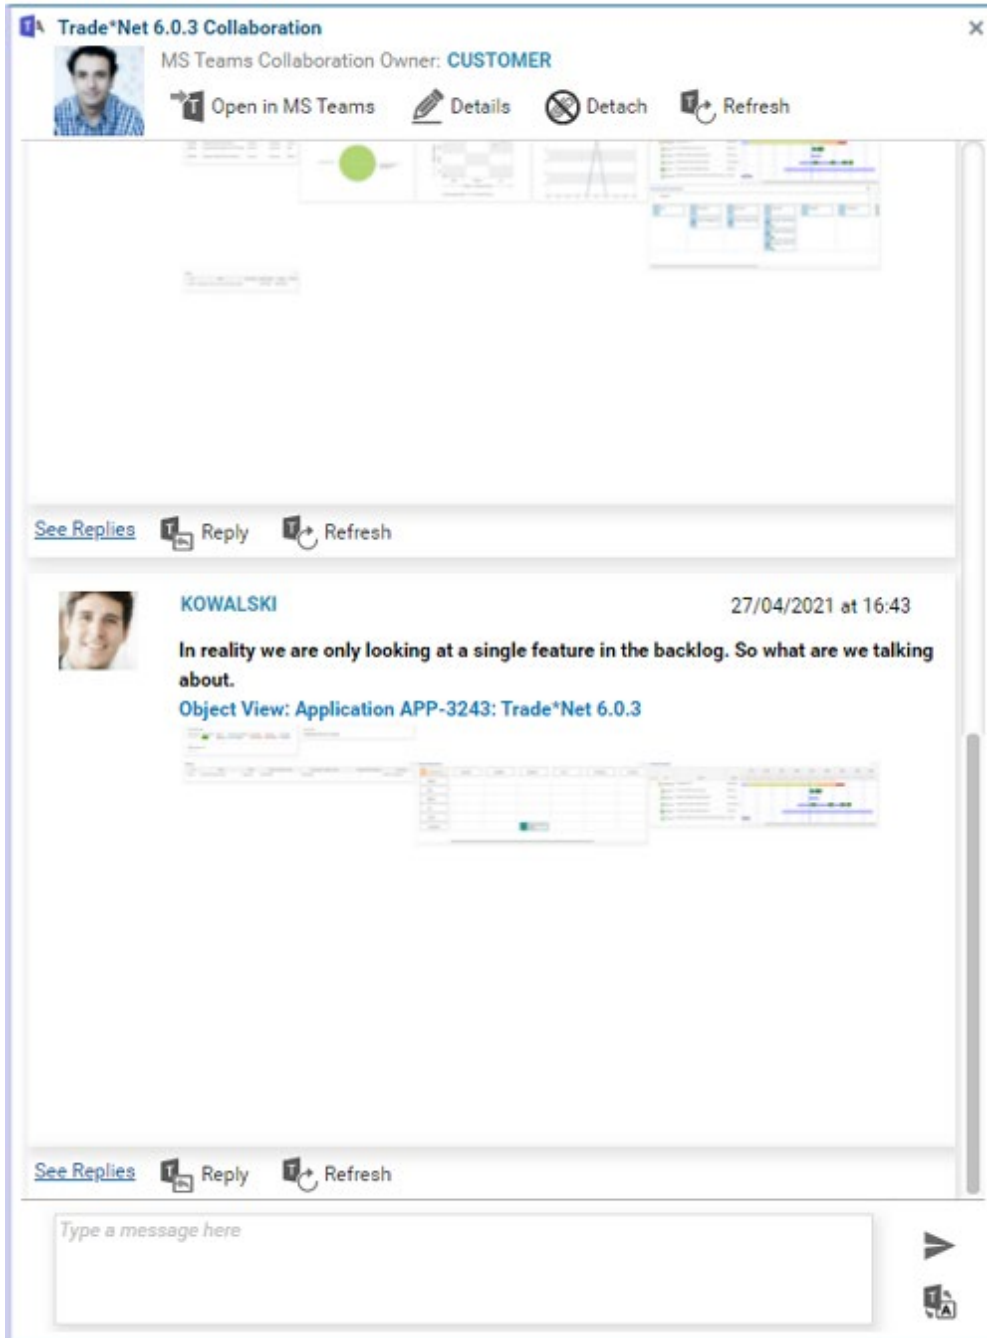 Trade*Net 6.0.3 Collaboration
MS Teams Collaboration Owner: CUSTOMER
Open in MS Teams Details Detach Refresh
See Replies Reply Refresh
KOWALSKI 27/04/2021 at 16:43
In reality we are only looking at a single feature in the backlog. So what are we talking
about.
Object View: Application APP-3243: Trade*Net 6.0.3
See Replies Reply Refresh
Type a message here